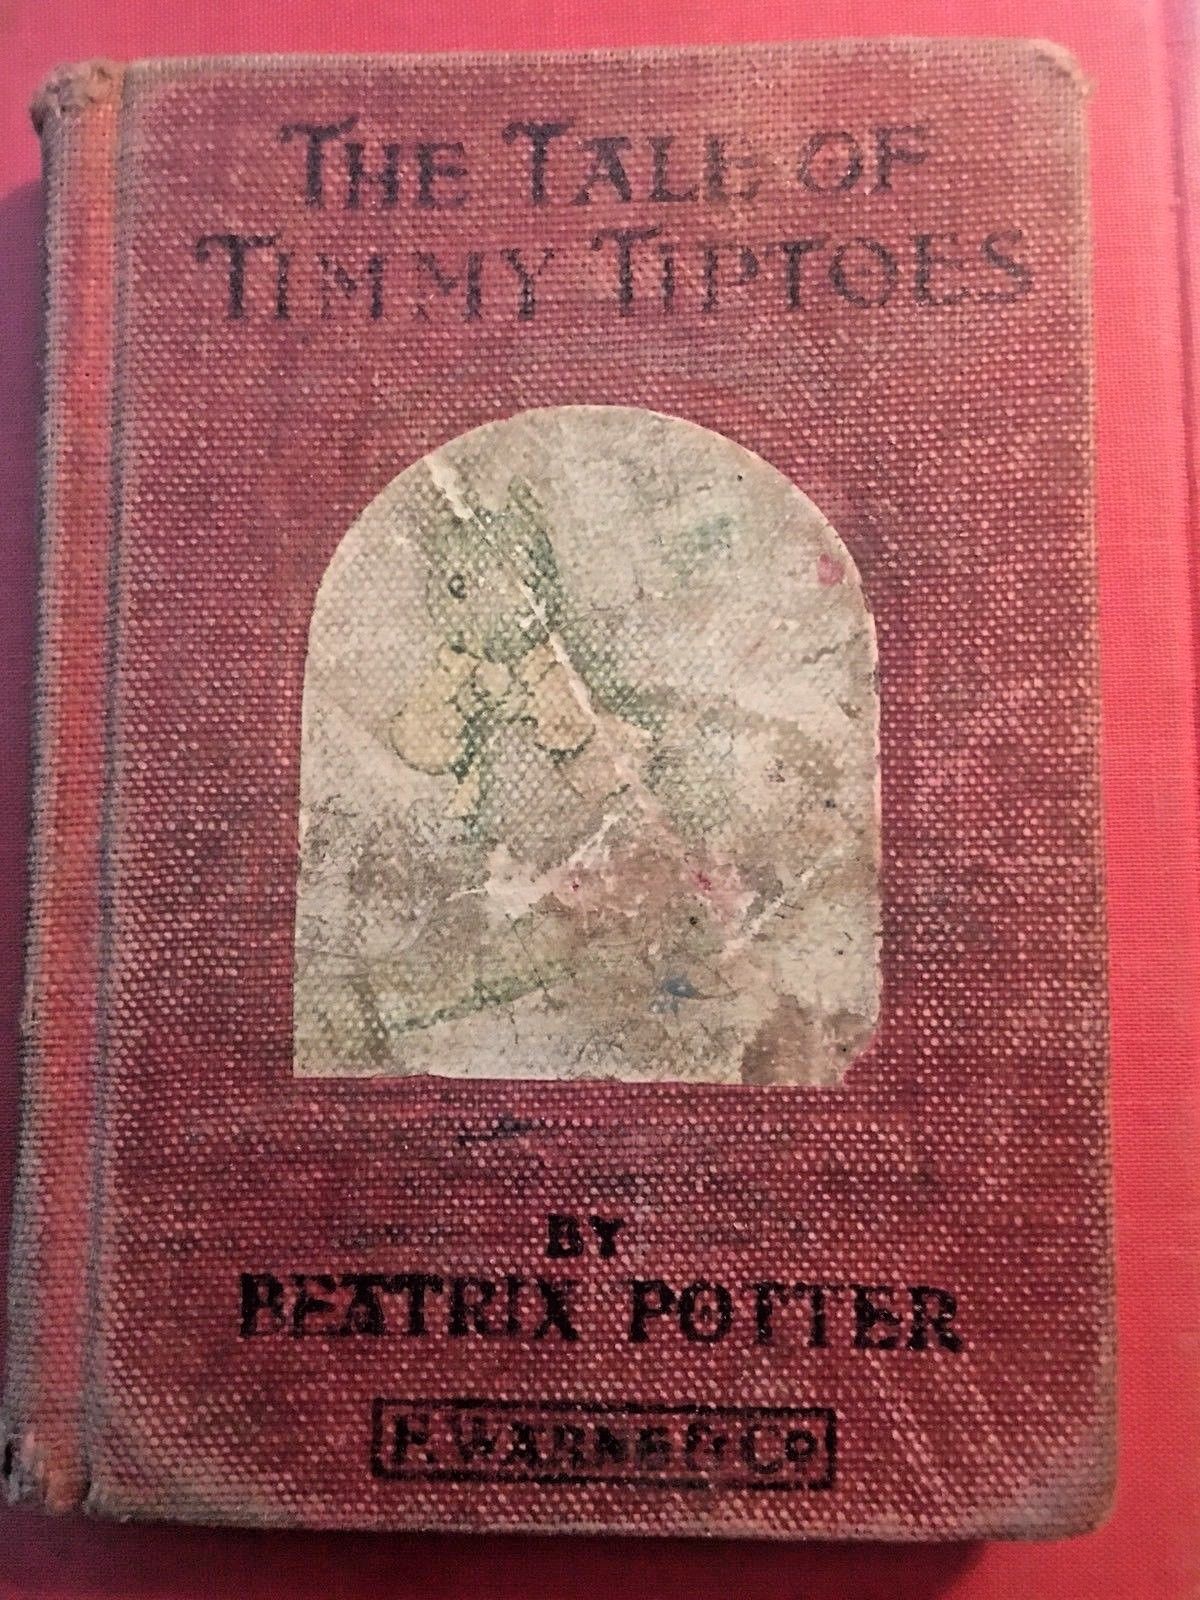 THE TALE OF
TIMMY TIPTOES
BY
BEATRIX POTTER
F. WARNE & Co